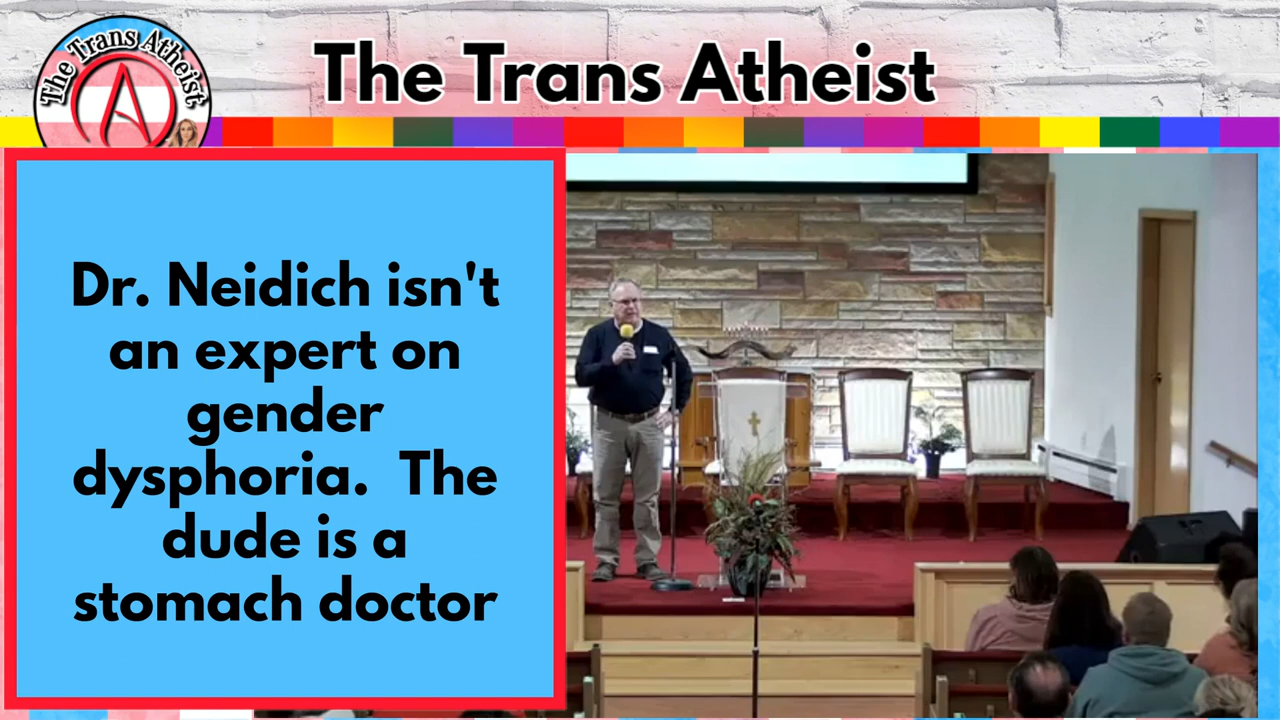 The Trans Atheist
The Trans Atheist
Dr. Neidich isn't
an expert on
gender
dysphoria.  The
dude is a
stomach doctor